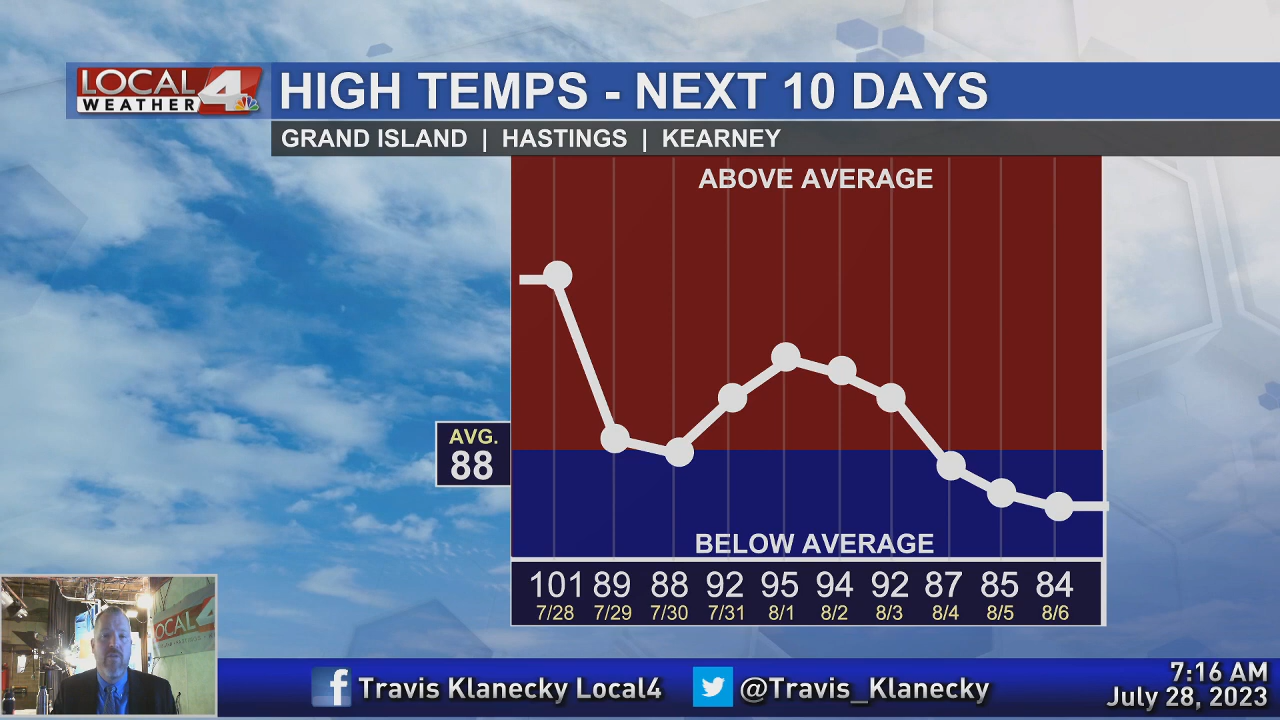 LOCAL 4
WEATHER
HIGH TEMPS - NEXT 10 DAYS
GRAND ISLAND | HASTINGS | KEARNEY
ABOVE AVERAGE
AVG.
88
BELOW AVERAGE
101 89 88 92 95 94 92 87 85 84
7/28 7/29 7/30 7/31 8/1 8/2 8/3 8/4 8/5 8/6
LOCAL 4
Travis Klanecky Local4
@Travis_Klanecky
7:16 AM
July 28, 2023